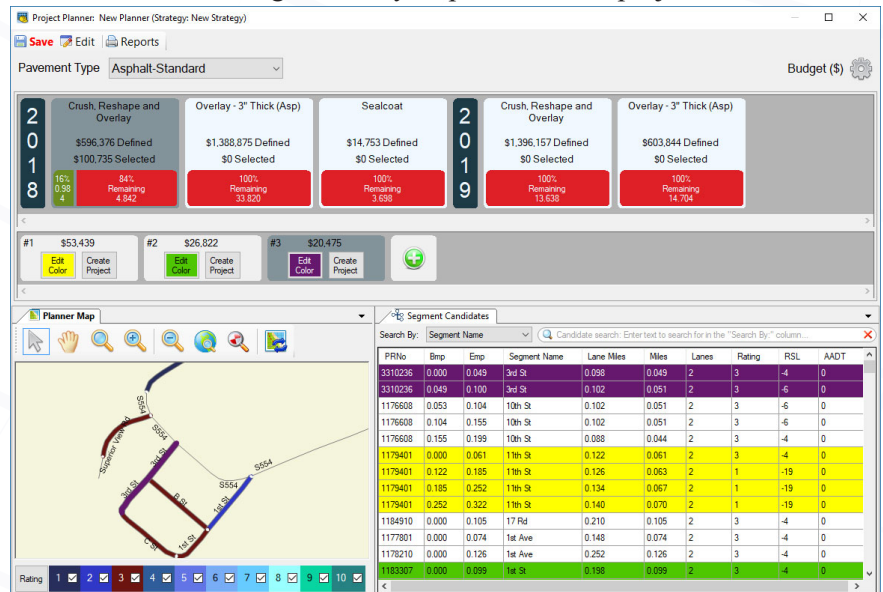 Project Planner: New Planner (Strategy: New Strategy)
Save Edit Reports
Pavement Type Asphalt-Standard Budget ($)
2018
Crush, Reshape and Overlay
$596,376 Defined
$100,735 Selected
16% 0.984
84% Remaining 4.842
Overlay - 3" Thick (Asp)
$1,388,875 Defined
$0 Selected
100% Remaining 33.820
Sealcoat
$14,753 Defined
$0 Selected
100% Remaining 3.698
2019
Crush, Reshape and Overlay
$1,396,157 Defined
$0 Selected
100% Remaining 13.638
Overlay - 3" Thick (Asp)
$603,844 Defined
$0 Selected
100% Remaining 14.704
#1 $53,439
Edit Color Create Project
#2 $26,822
Edit Color Create Project
#3 $20,475
Edit Color Create Project
Planner Map
S554
S554
S554
S554
Superior View Rd
3rd St
3rd St
B St
1st St
C St
1st St
Rating 1 2 3 4 5 6 7 8 9 10
Segment Candidates
Search By: Segment Name Candidate search: Enter text to search for in the "Search By:" column...
PRNo Bmp Emp Segment Name Lane Miles Miles Lanes Rating RSL AADT
3310236 0.000 0.049 3rd St 0.098 0.049 2 3 -4 0
3310236 0.049 0.100 3rd St 0.102 0.051 2 3 -6 0
1176608 0.053 0.104 10th St 0.102 0.051 2 3 -6 0
1176608 0.104 0.155 10th St 0.102 0.051 2 3 -6 0
1176608 0.155 0.199 10th St 0.088 0.044 2 3 -4 0
1179401 0.000 0.061 11th St 0.122 0.061 2 3 -4 0
1179401 0.122 0.185 11th St 0.126 0.063 2 1 -19 0
1179401 0.185 0.252 11th St 0.134 0.067 2 1 -19 0
1179401 0.252 0.322 11th St 0.140 0.070 2 1 -19 0
1184910 0.000 0.105 17 Rd 0.210 0.105 2 3 -4 0
1177801 0.000 0.074 1st Ave 0.148 0.074 2 3 -4 0
1178210 0.000 0.126 1st Ave 0.252 0.126 2 3 -4 0
1183307 0.000 0.099 1st St 0.198 0.099 2 3 -4 0